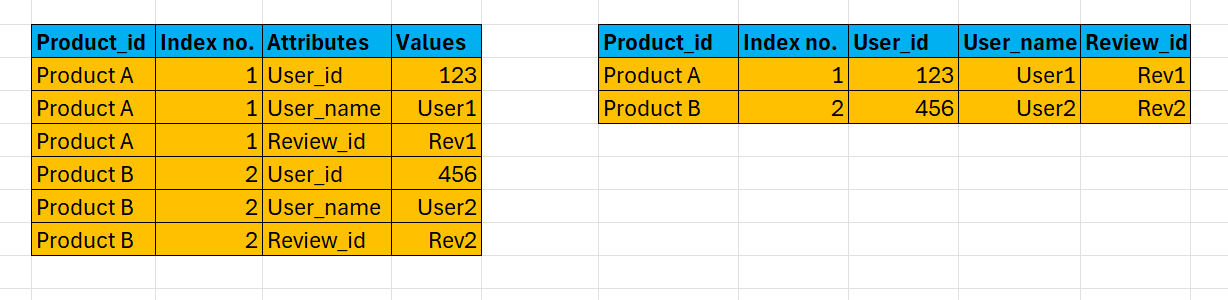 Product_id Index no. Attributes Values
Product A 1 User_id 123
Product A 1 User_name User1
Product A 1 Review_id Rev1
Product B 2 User_id 456
Product B 2 User_name User2
Product B 2 Review_id Rev2
Product_id Index no. User_id User_name Review_id
Product A 1 123 User1 Rev1
Product B 2 456 User2 Rev2